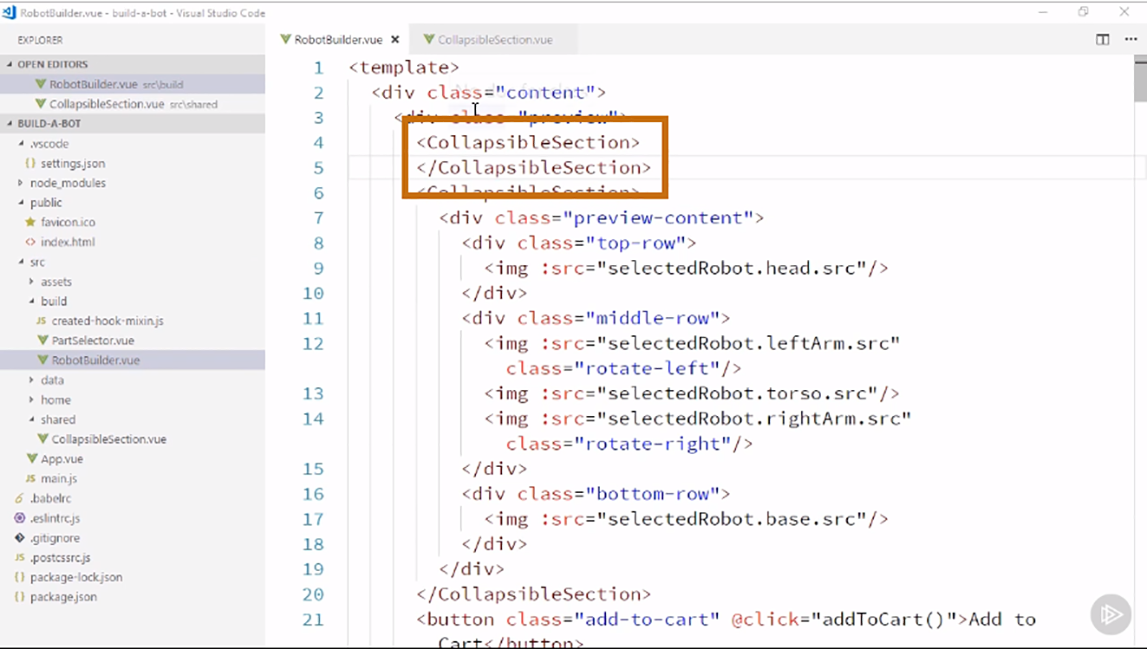 RobotBuilder.vue - build-a-bot - Visual Studio Code
EXPLORER
OPEN EDITORS
RobotBuilder.vue src\build
CollapsibleSection.vue src\shared
BUILD-A-BOT
.vscode
{} settings.json
node_modules
public
favicon.ico
<> index.html
src
assets
build
JS created-hook-mixin.js
PartSelector.vue
RobotBuilder.vue
data
home
shared
CollapsibleSection.vue
App.vue
JS main.js
.babelrc
.eslintrc.js
.gitignore
JS .postcssrc.js
{} package-lock.json
{} package.json
RobotBuilder.vue
CollapsibleSection.vue
1 <template>
2 <div class="content">
3 <div class="preview">
4 <CollapsibleSection>
5 </CollapsibleSection>
6 <CollapsibleSection>
7 <div class="preview-content">
8 <div class="top-row">
9 <img :src="selectedRobot.head.src"/>
10 </div>
11 <div class="middle-row">
12 <img :src="selectedRobot.leftArm.src"
class="rotate-left"/>
13 <img :src="selectedRobot.torso.src"/>
14 <img :src="selectedRobot.rightArm.src"
class="rotate-right"/>
15 </div>
16 <div class="bottom-row">
17 <img :src="selectedRobot.base.src"/>
18 </div>
19 </div>
20 </CollapsibleSection>
21 <button class="add-to-cart" @click="addToCart()">Add to
Cart</button>